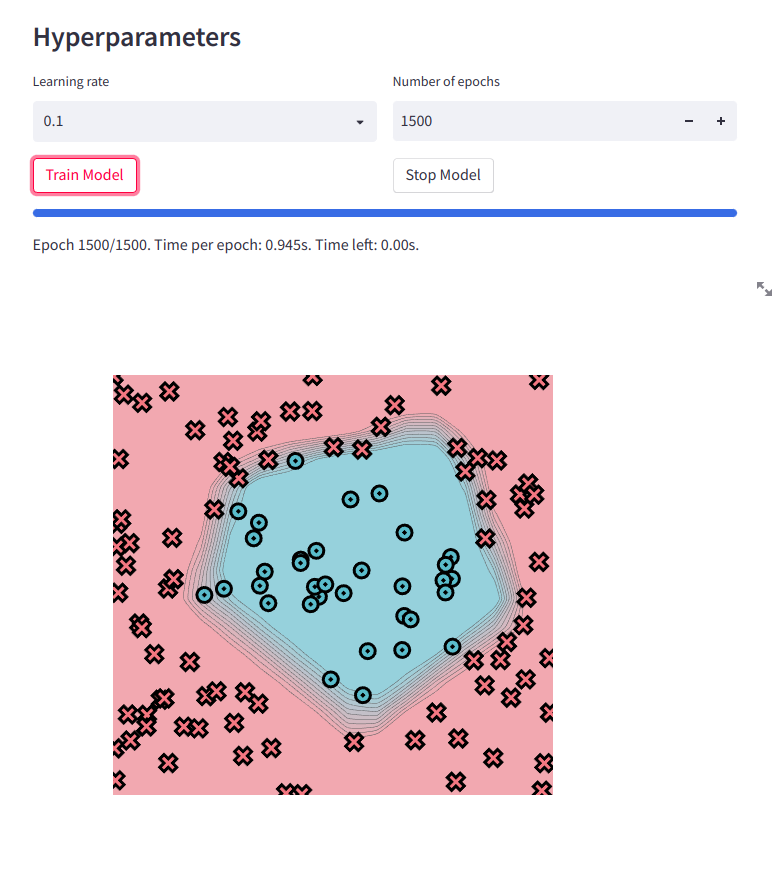 Hyperparameters
Learning rate
Number of epochs
0.1
1500
Train Model
Stop Model
Epoch 1500/1500. Time per epoch: 0.945s. Time left: 0.00s.